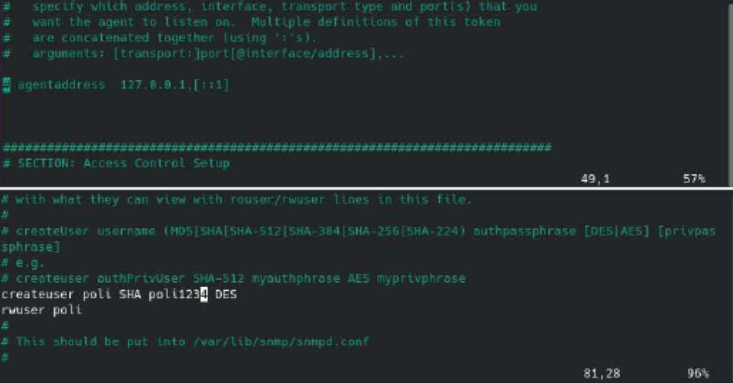 # specify which address, interface, transport type and port(s) that you
# want the agent to listen on. Multiple definitions of this token
# are concatenated together (using ':'s).
# arguments: [transport:]port[@interface/address],...
# agentaddress 127.0.0.1,[::1]
###########################################################################
# SECTION: Access Control Setup
49,1 57%
# with what they can view with rouser/rwuser lines in this file.
#
# createUser username (MD5|SHA|SHA-512|SHA-384|SHA-256|SHA-224) authpassphrase [DES|AES] [privpas
sphrase]
# e.g.
# createuser authPrivUser SHA-512 myauthphrase AES myprivphrase
createuser poli SHA poli1234 DES
rwuser poli
#
# This should be put into /var/lib/snmp/snmpd.conf
#
81,28 96%